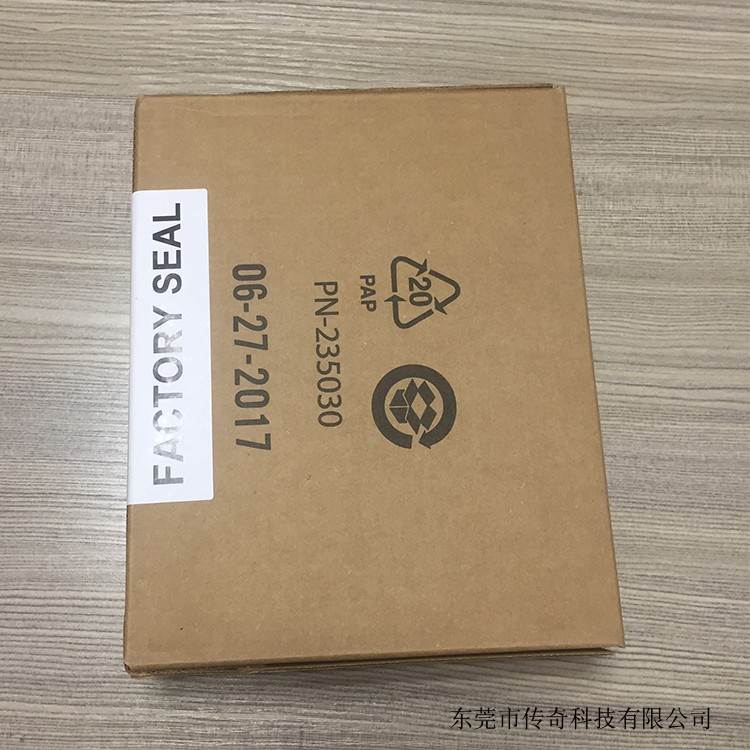 FACTORY SEAL
06-27-2017
PN-235030
20
PAP
东莞市传奇科技有限公司